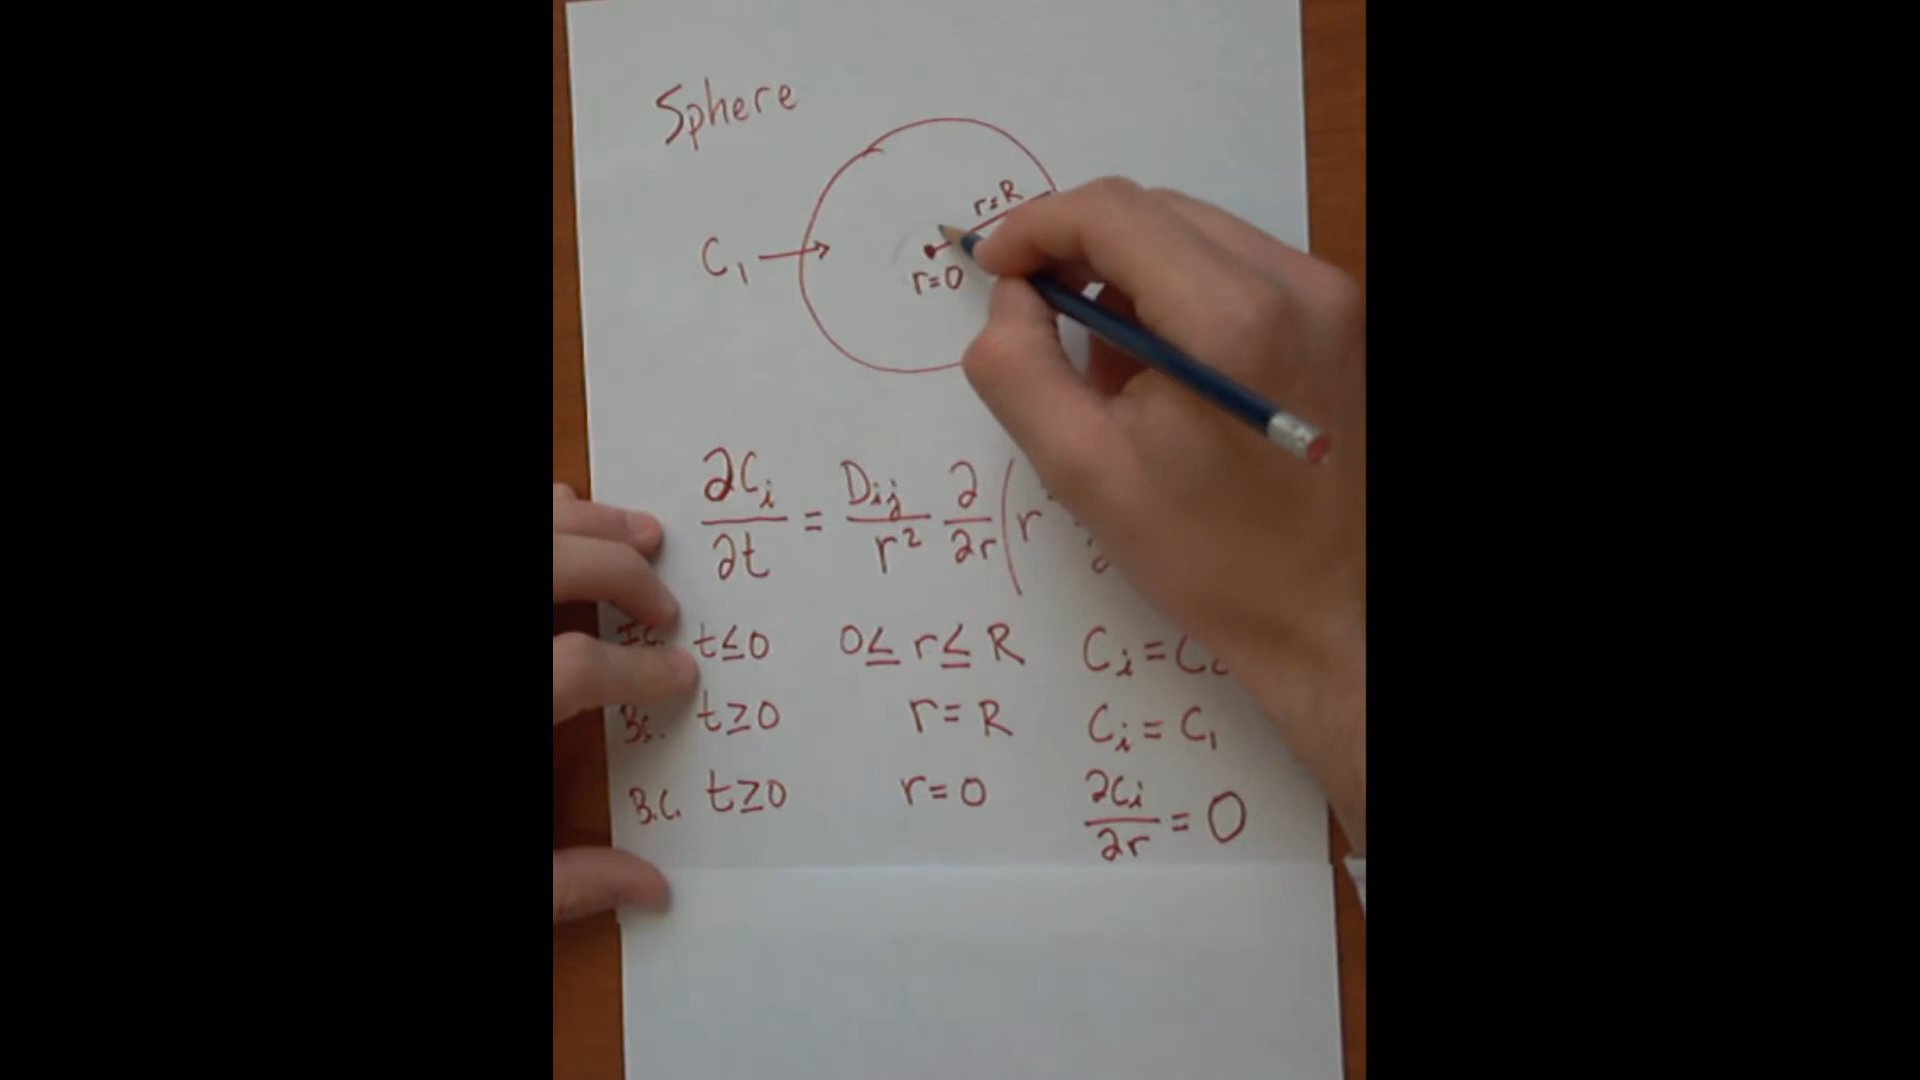 Sphere
r=R
C₁ →
r=0
∂Cᵢ/∂t = Dᵢⱼ/r² ∂/∂r (r
I.C. t≤0 0≤ r≤ R Cᵢ=C
B.C. t≥0 r=R Cᵢ=C₁
B.C. t≥0 r=0 ∂Cᵢ/∂r = 0